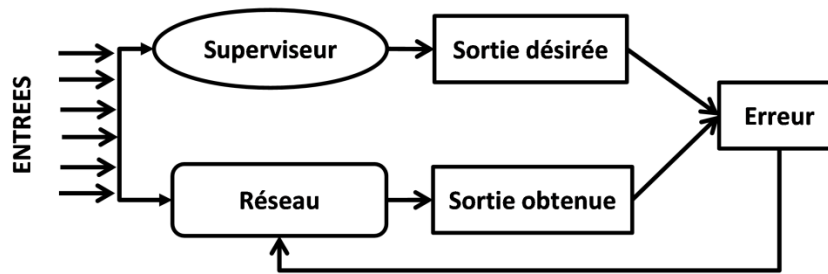 Superviseur
Sortie désirée
ENTREES
Erreur
Réseau
Sortie obtenue